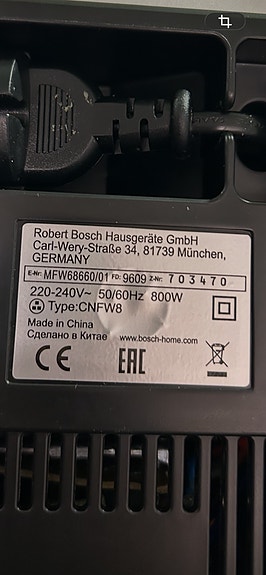 Robert Bosch Hausgeräte GmbH
Carl-Wery-Straße 34, 81739 München,
GERMANY
E-Nr: MFW68660/01 FD: 9609 Z-Nr: 703470
220-240V~ 50/60Hz 800W
Type:CNFW8
Made in China
Сделано в Китае www.bosch-home.com
CE EAC